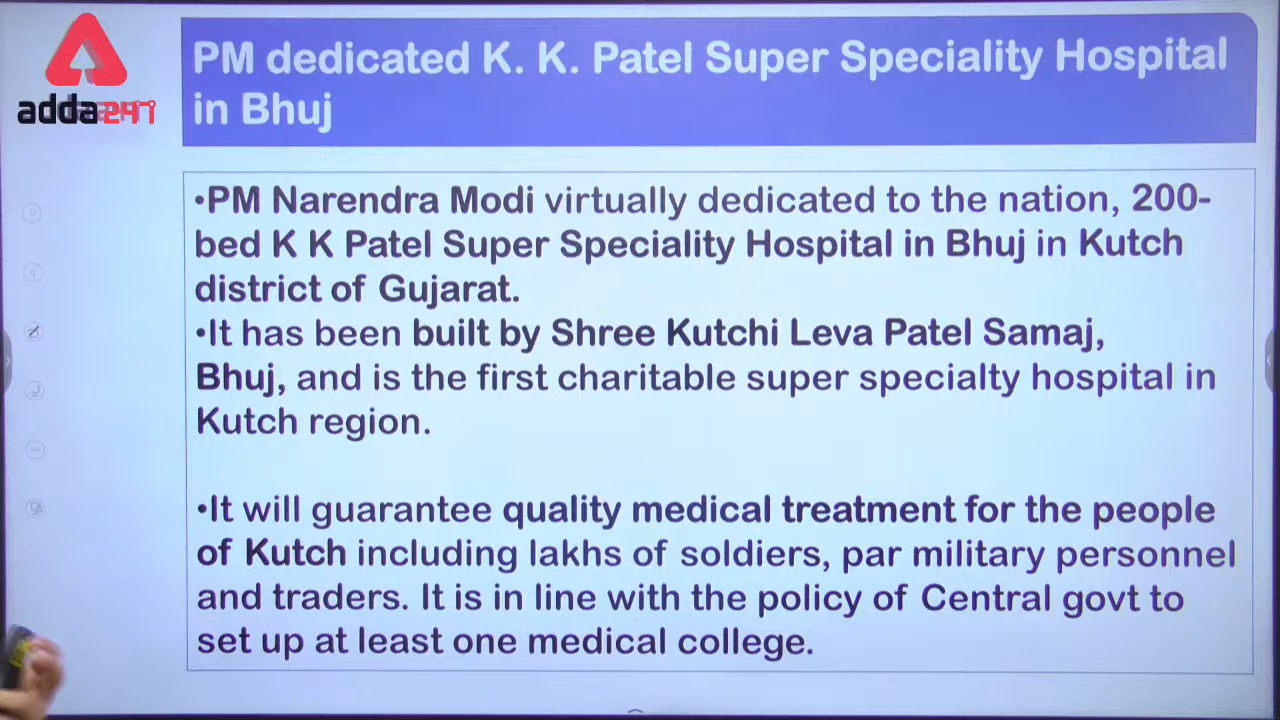 adda241
PM dedicated K. K. Patel Super Speciality Hospital
in Bhuj
•PM Narendra Modi virtually dedicated to the nation, 200-
bed K K Patel Super Speciality Hospital in Bhuj in Kutch
district of Gujarat.
•It has been built by Shree Kutchi Leva Patel Samaj,
Bhuj, and is the first charitable super specialty hospital in
Kutch region.
•It will guarantee quality medical treatment for the people
of Kutch including lakhs of soldiers, par military personnel
and traders. It is in line with the policy of Central govt to
set up at least one medical college.